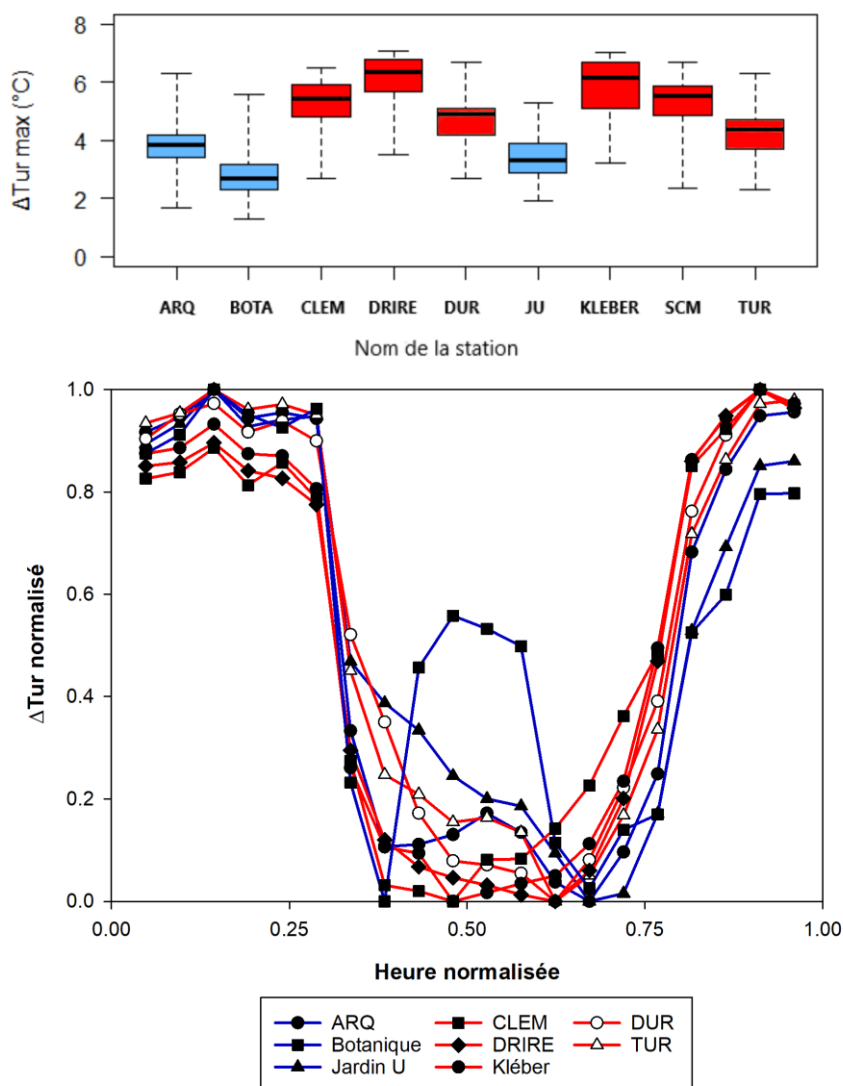 ΔTur max (°C)
8
6
4
2
0
ARQ BOTA CLEM DRIRE DUR JU KLEBER SCM TUR
Nom de la station
ΔTur normalisé
1.0
0.8
0.6
0.4
0.2
0.0
0.00 0.25 0.50 0.75 1.00
Heure normalisée
ARQ CLEM DUR
Botanique DRIRE TUR
Jardin U Kléber